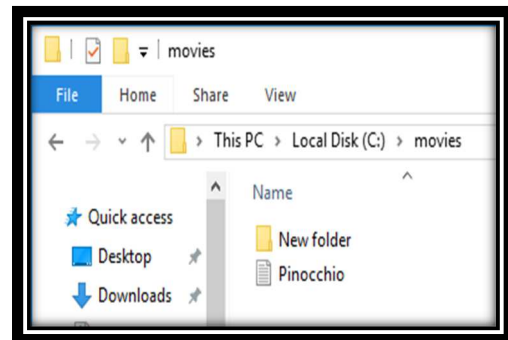 movies
File Home Share View
This PC > Local Disk (C:) > movies
Name
Quick access
New folder
Desktop
Pinocchio
Downloads